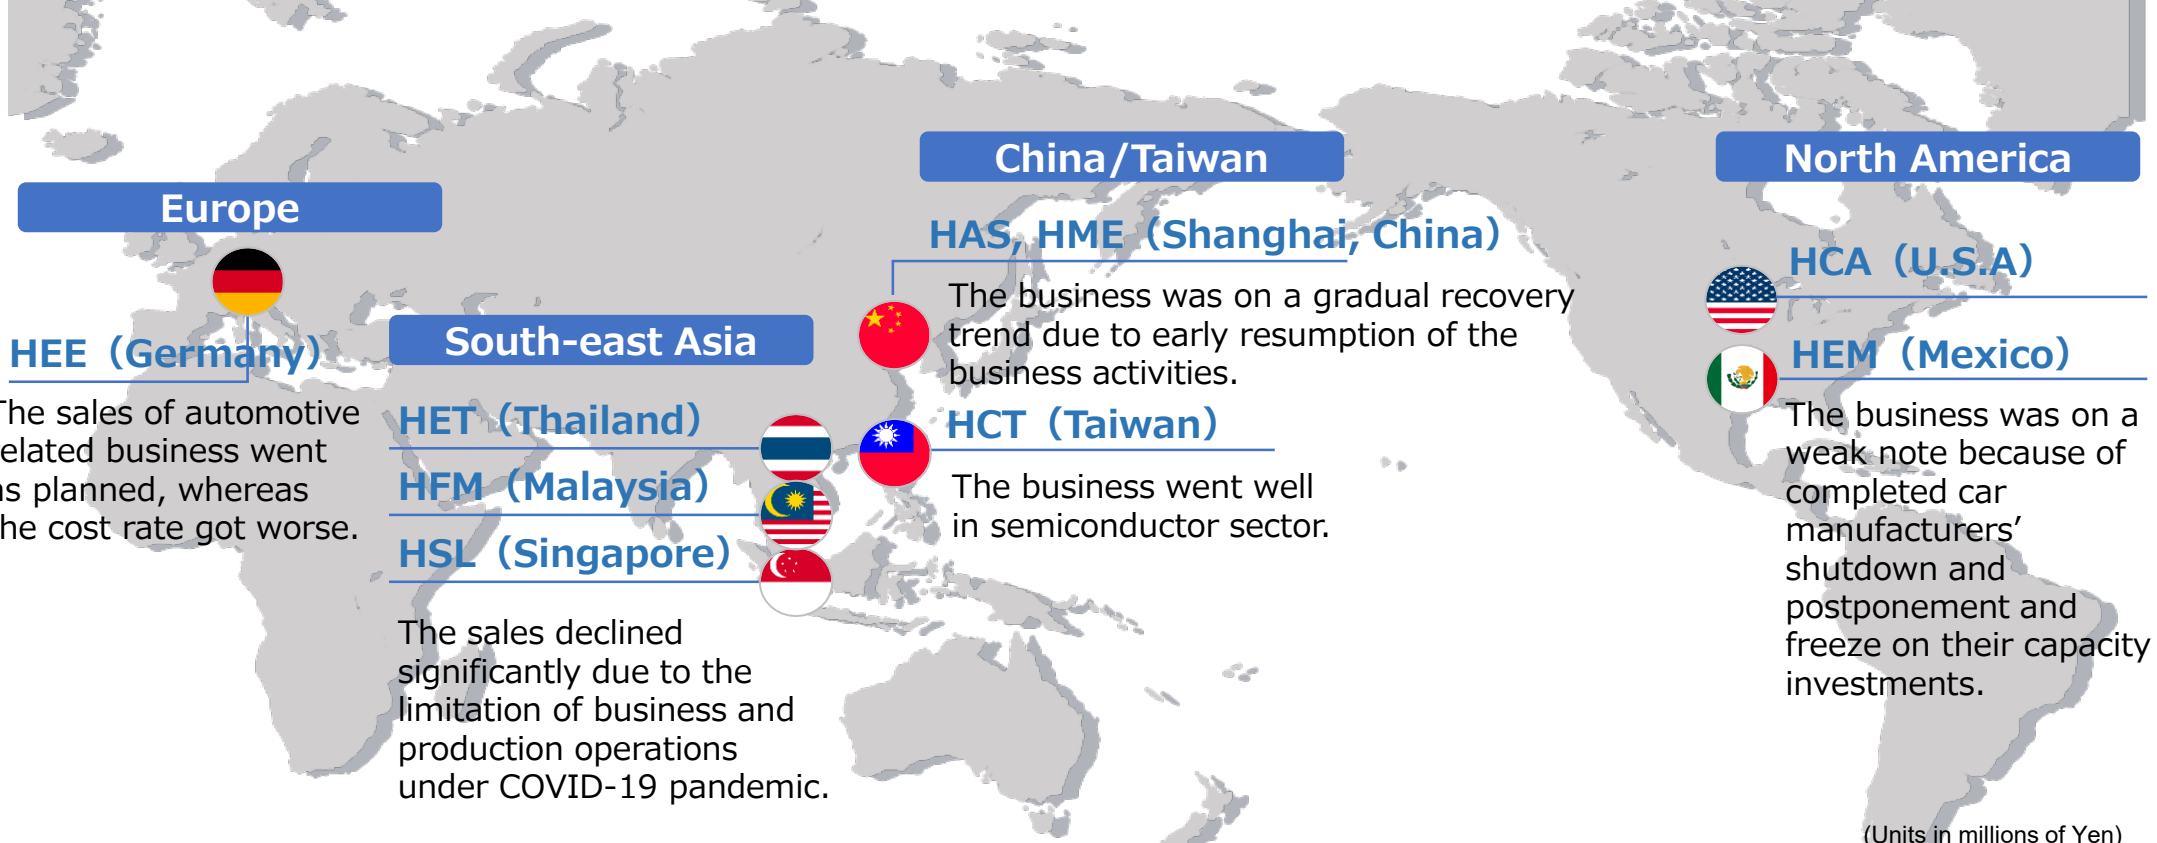 Europe
HEE（Germany）
The sales of automotive
related business went
as planned, whereas
the cost rate got worse.
South-east Asia
HET（Thailand）
HFM（Malaysia）
HSL（Singapore）
The sales declined
significantly due to the
limitation of business and
production operations
under COVID-19 pandemic.
China/Taiwan
HAS, HME（Shanghai, China）
The business was on a gradual recovery
trend due to early resumption of the
business activities.
HCT（Taiwan）
The business went well
in semiconductor sector.
North America
HCA（U.S.A）
HEM（Mexico）
The business was on a
weak note because of
completed car
manufacturers’
shutdown and
postponement and
freeze on their capacity
investments.
(Units in millions of Yen)